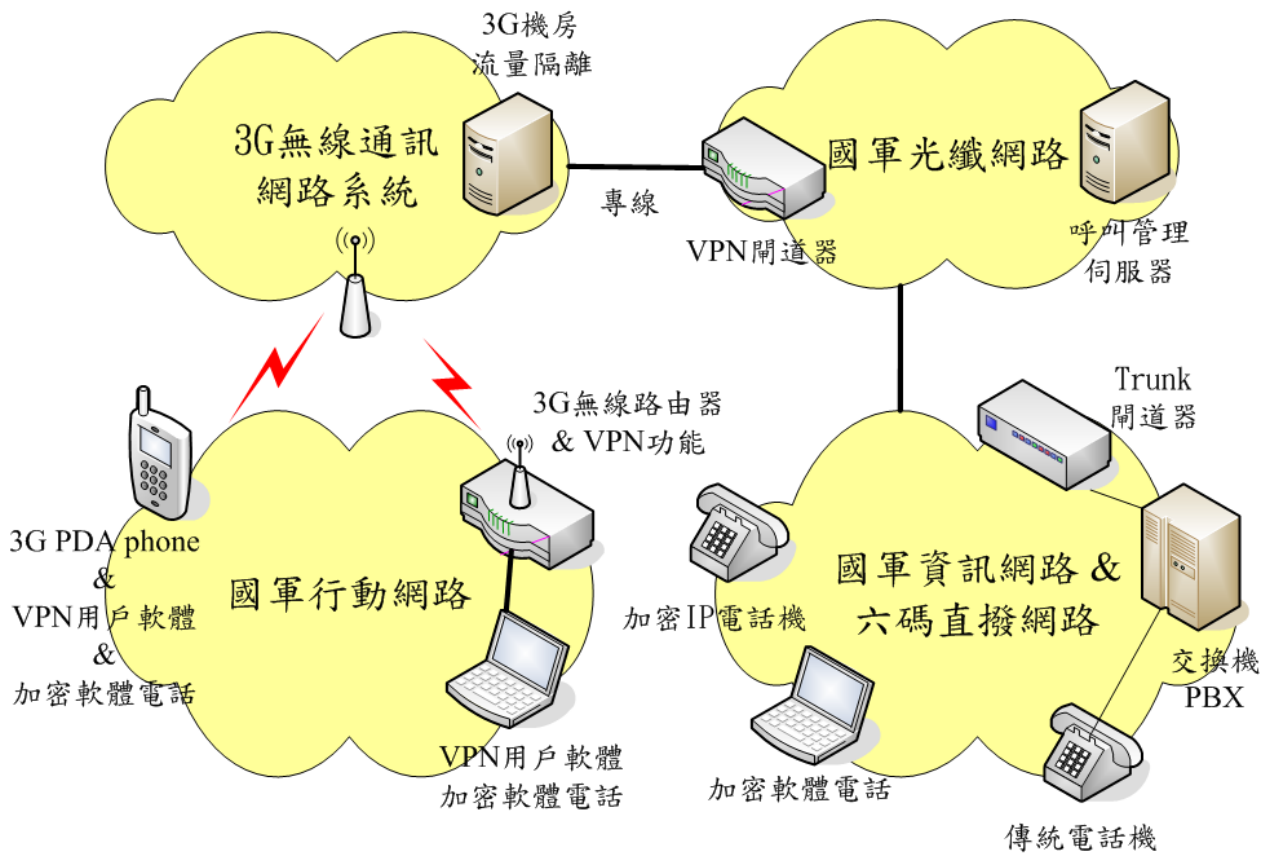 3G機房
流量隔離
3G無線通訊
網路系統
專線
國軍光纖網路
VPN閘道器
呼叫管理
伺服器
3G無線路由器
& VPN功能
3G PDA phone
&
VPN用戶軟體
&
加密軟體電話
國軍行動網路
VPN用戶軟體
加密軟體電話
Trunk
閘道器
國軍資訊網路 &
六碼直撥網路
加密IP電話機
交換機
PBX
加密軟體電話
傳統電話機